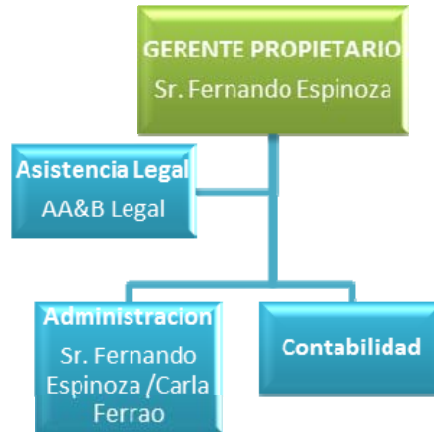 GERENTE PROPIETARIO
Sr. Fernando Espinoza
Asistencia Legal
AA&B Legal
Administracion
Sr. Fernando
Espinoza /Carla
Ferrao
Contabilidad